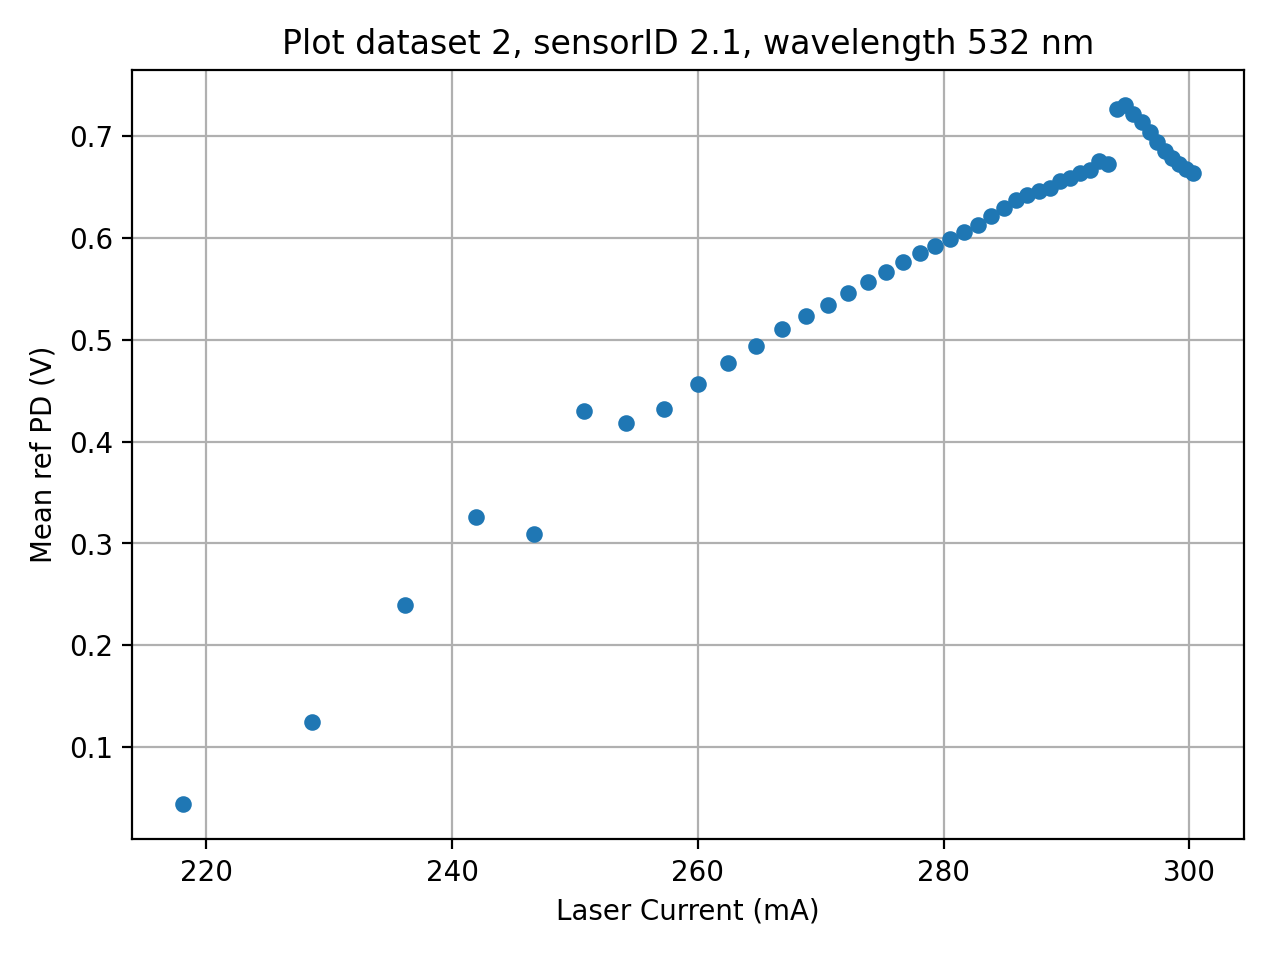 Plot dataset 2, sensorID 2.1, wavelength 532 nm
0.7
0.6
0.5
0.4
0.3
0.2
0.1
Mean ref PD (V)
220 240 260 280 300
Laser Current (mA)